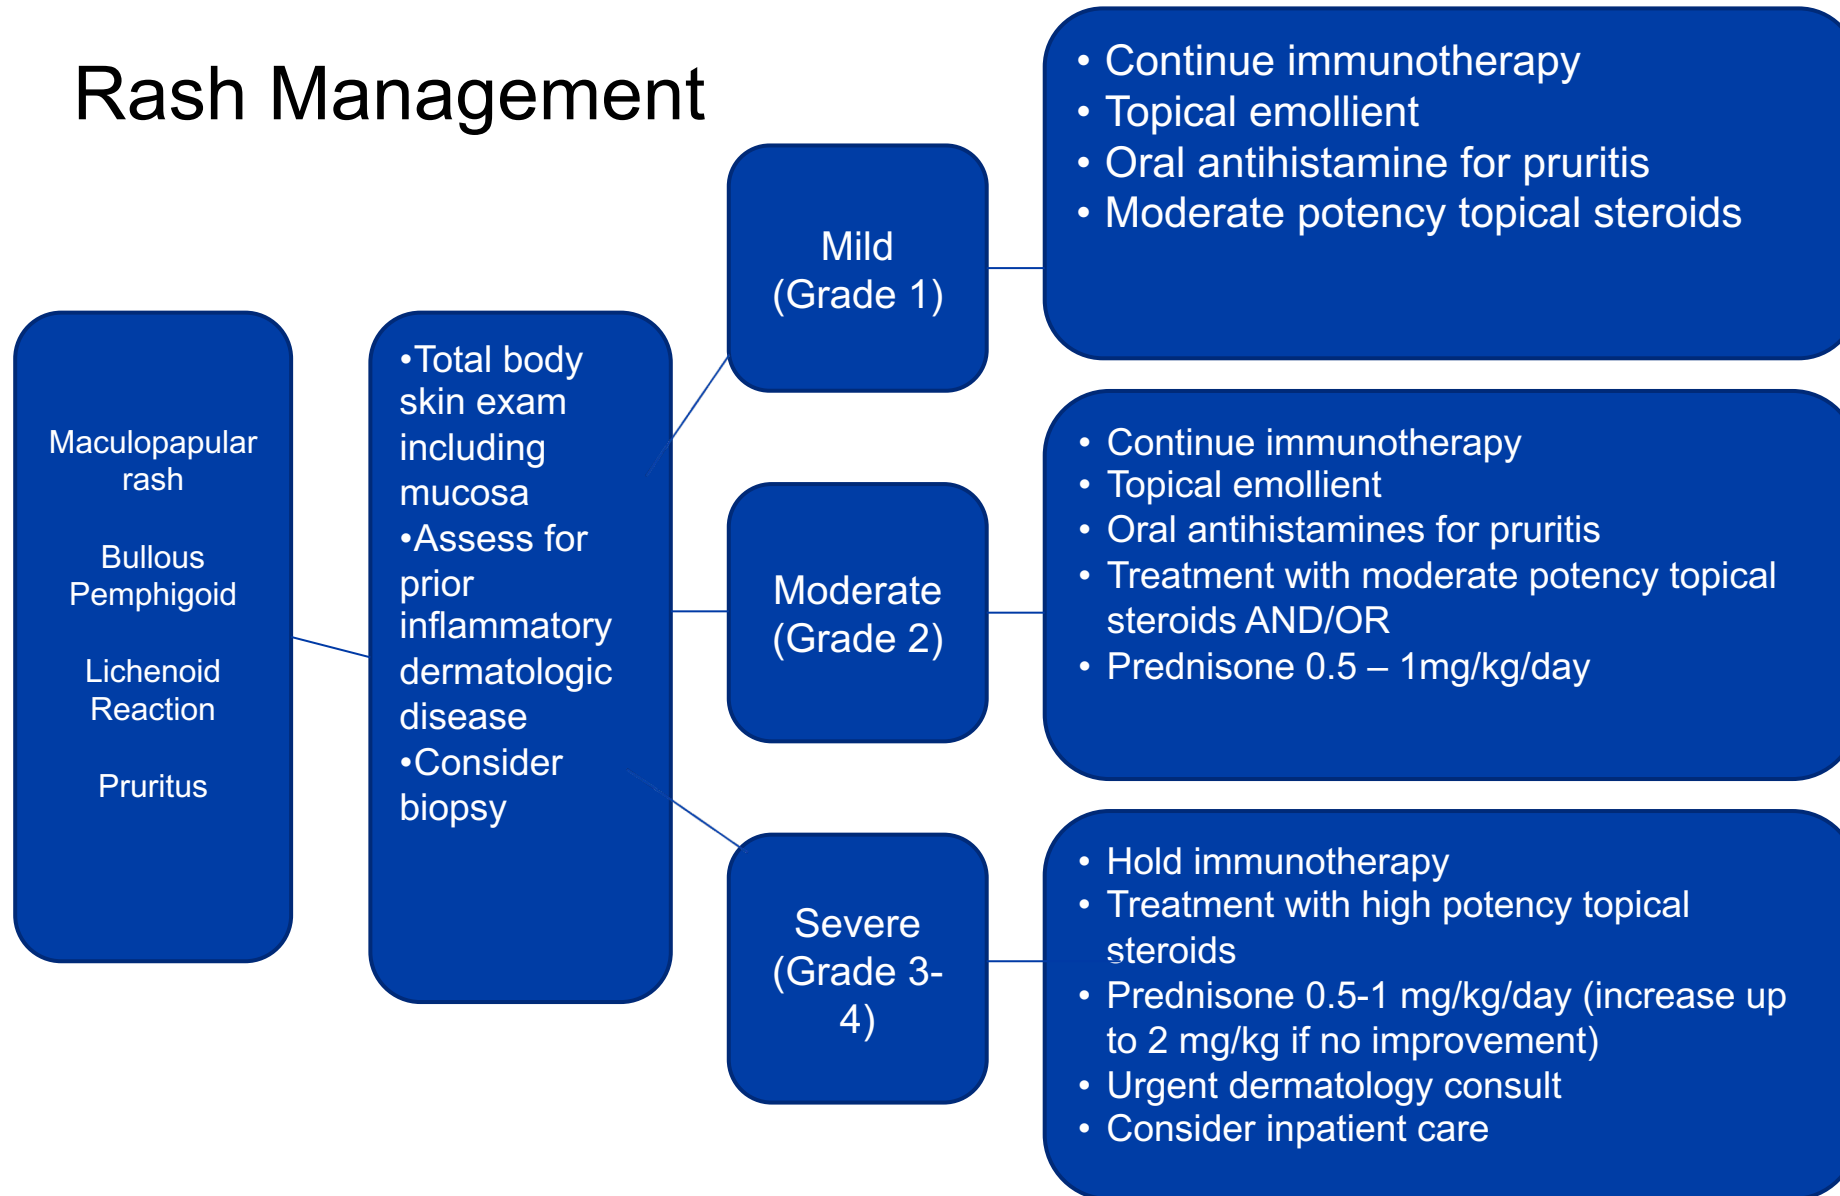 Rash Management
Maculopapular
rash
Bullous
Pemphigoid
Lichenoid
Reaction
Pruritus
•Total body
skin exam
including
mucosa
•Assess for
prior
inflammatory
dermatologic
disease
•Consider
biopsy
Mild
(Grade 1)
• Continue immunotherapy
• Topical emollient
• Oral antihistamine for pruritis
• Moderate potency topical steroids
Moderate
(Grade 2)
• Continue immunotherapy
• Topical emollient
• Oral antihistamines for pruritis
• Treatment with moderate potency topical
steroids AND/OR
• Prednisone 0.5 – 1mg/kg/day
Severe
(Grade 3-
4)
• Hold immunotherapy
• Treatment with high potency topical
steroids
• Prednisone 0.5-1 mg/kg/day (increase up
to 2 mg/kg if no improvement)
• Urgent dermatology consult
• Consider inpatient care